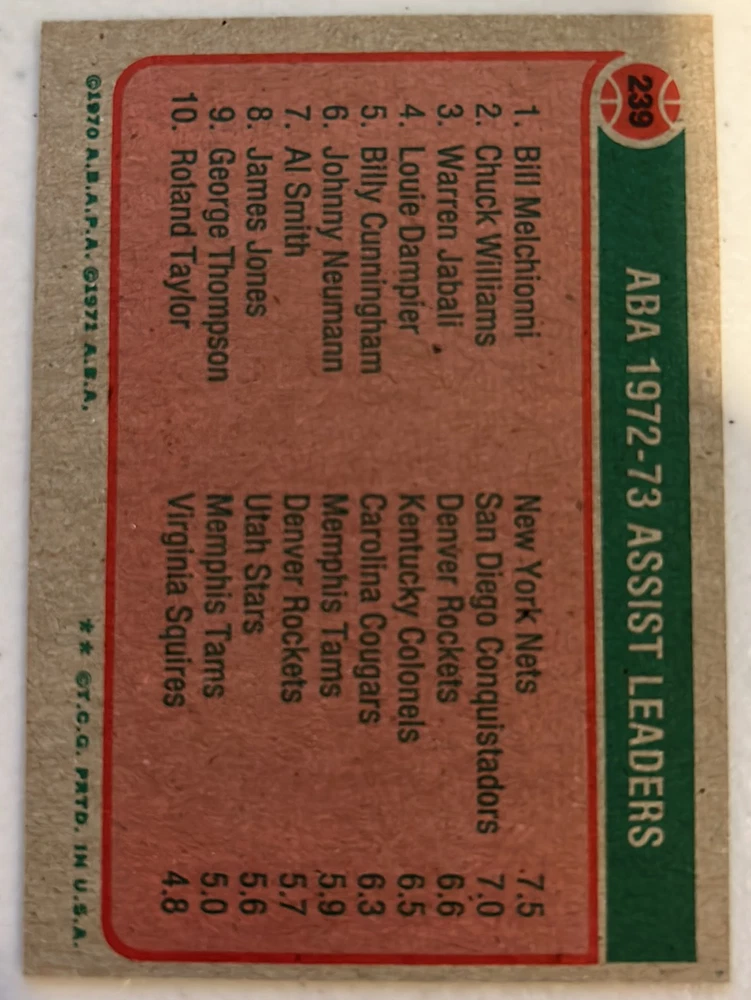 239
ABA 1972-73 ASSIST LEADERS
1. Bill Melchionni New York Nets 7.5
2. Chuck Williams San Diego Conquistadors 7.0
3. Warren Jabali Denver Rockets 6.6
4. Louie Dampier Kentucky Colonels 6.5
5. Billy Cunningham Carolina Cougars 6.3
6. Johnny Neumann Memphis Tams 5.9
7. Al Smith Denver Rockets 5.7
8. James Jones Utah Stars 5.6
9. George Thompson Memphis Tams 5.0
10. Roland Taylor Virginia Squires 4.8
©1970 A.B.A.P.A. ©1971 A.B.A. ** ©T.C.G. PRTD. IN U.S.A.